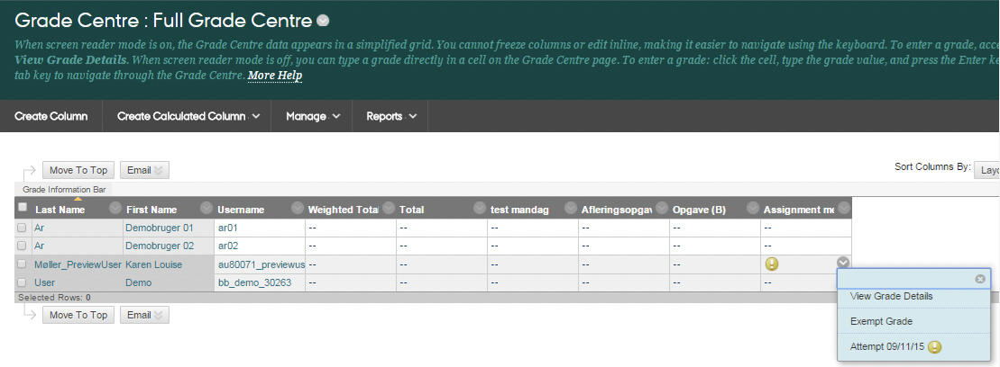 Grade Centre : Full Grade Centre
When screen reader mode is on, the Grade Centre data appears in a simplified grid. You cannot freeze columns or edit inline, making it easier to navigate using the keyboard. To enter a grade, acce
View Grade Details. When screen reader mode is off, you can type a grade directly in a cell on the Grade Centre page. To enter a grade: click the cell, type the grade value, and press the Enter ke
tab key to navigate through the Grade Centre. More Help
Create Column Create Calculated Column Manage Reports
Sort Columns By: Layo
Move To Top Email
Grade Information Bar
Last Name First Name Username Weighted Total Total test mandag Afleringsopgav Opgave (B) Assignment me
Ar Demobruger 01 ar01 -- -- -- -- -- --
Ar Demobruger 02 ar02 -- -- -- -- -- --
Møller_PreviewUser Karen Louise au80071_previewus -- -- -- -- --
User Demo bb_demo_30263 -- -- -- -- -- --
Selected Rows: 0
Move To Top Email
View Grade Details
Exempt Grade
Attempt 09/11/15